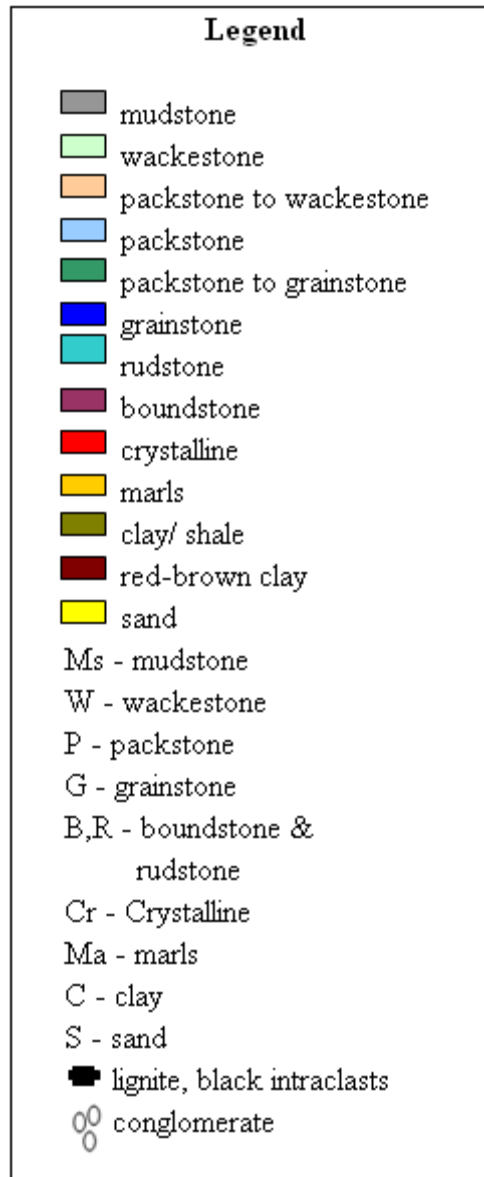 Legend
mudstone
wackestone
packstone to wackestone
packstone
packstone to grainstone
grainstone
rudstone
boundstone
crystalline
marls
clay/ shale
red-brown clay
sand
Ms - mudstone
W - wackestone
P - packstone
G - grainstone
B,R - boundstone &
rudstone
Cr - Crystalline
Ma - marls
C - clay
S - sand
lignite, black intraclasts
conglomerate